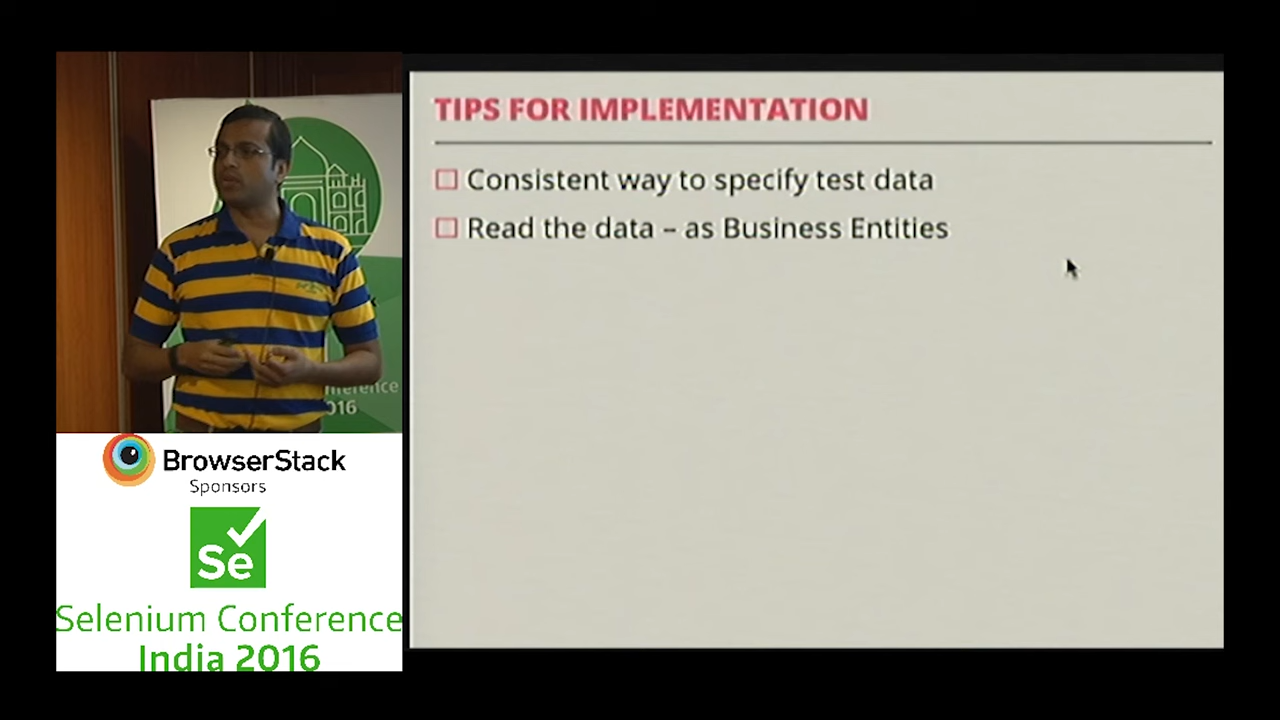 TIPS FOR IMPLEMENTATION
Consistent way to specify test data
Read the data – as Business Entities
2016
BrowserStack
Sponsors
Se
Selenium Conference
India 2016